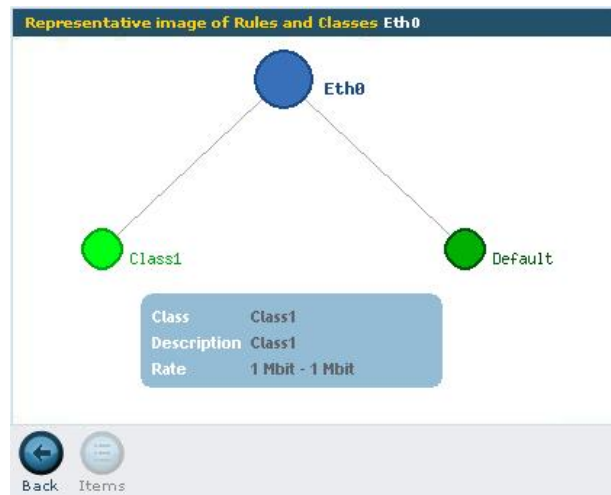 Representative image of Rules and Classes Eth0
Eth0
Class1
Default
Class Class1
Description Class1
Rate 1 Mbit - 1 Mbit
Back Items